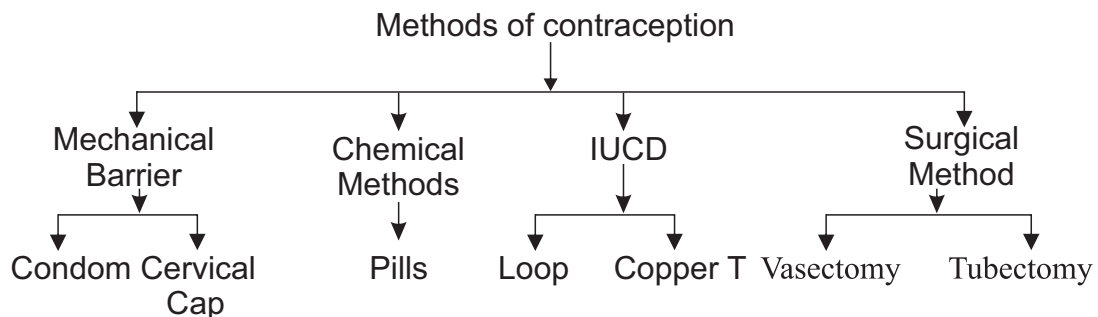 Methods of contraception
Mechanical
Barrier
Chemical
Methods
IUCD
Surgical
Method
Condom
Cervical
Cap
Pills
Loop
Copper T
Vasectomy
Tubectomy